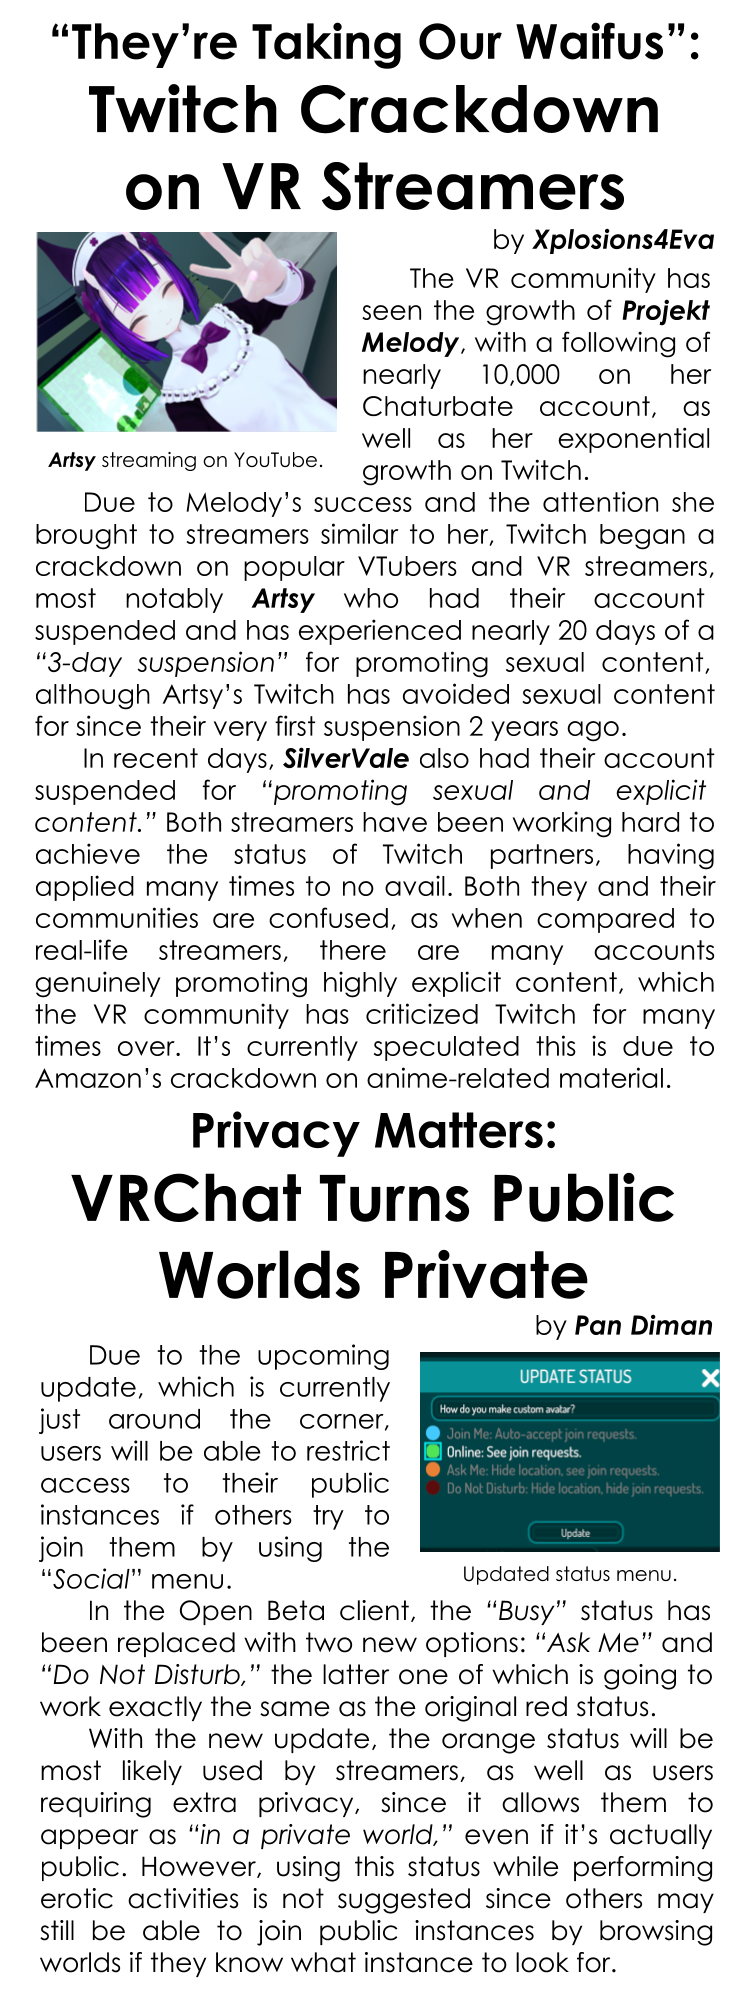 “They’re Taking Our Waifus”:
Twitch Crackdown
on VR Streamers
by Xplosions4Eva
Artsy streaming on YouTube.
The VR community has
seen the growth of Projekt
Melody, with a following of
nearly 10,000 on her
Chaturbate account, as
well as her exponential
growth on Twitch.
Due to Melody’s success and the attention she
brought to streamers similar to her, Twitch began a
crackdown on popular VTubers and VR streamers,
most notably Artsy who had their account
suspended and has experienced nearly 20 days of a
“3-day suspension” for promoting sexual content,
although Artsy’s Twitch has avoided sexual content
for since their very first suspension 2 years ago.
In recent days, SilverVale also had their account
suspended for “promoting sexual and explicit
content.” Both streamers have been working hard to
achieve the status of Twitch partners, having
applied many times to no avail. Both they and their
communities are confused, as when compared to
real-life streamers, there are many accounts
genuinely promoting highly explicit content, which
the VR community has criticized Twitch for many
times over. It’s currently speculated this is due to
Amazon’s crackdown on anime-related material.
Privacy Matters:
VRChat Turns Public
Worlds Private
by Pan Diman
Due to the upcoming
update, which is currently
just around the corner,
users will be able to restrict
access to their public
instances if others try to
join them by using the
“Social” menu.
UPDATE STATUS
How do you make custom avatar?
Join Me: Auto-accept join requests.
Online: See join requests.
Ask Me: Hide location, see join requests.
Do Not Disturb: Hide location, hide join requests.
Update
Updated status menu.
In the Open Beta client, the “Busy” status has
been replaced with two new options: “Ask Me” and
“Do Not Disturb,” the latter one of which is going to
work exactly the same as the original red status.
With the new update, the orange status will be
most likely used by streamers, as well as users
requiring extra privacy, since it allows them to
appear as “in a private world,” even if it’s actually
public. However, using this status while performing
erotic activities is not suggested since others may
still be able to join public instances by browsing
worlds if they know what instance to look for.